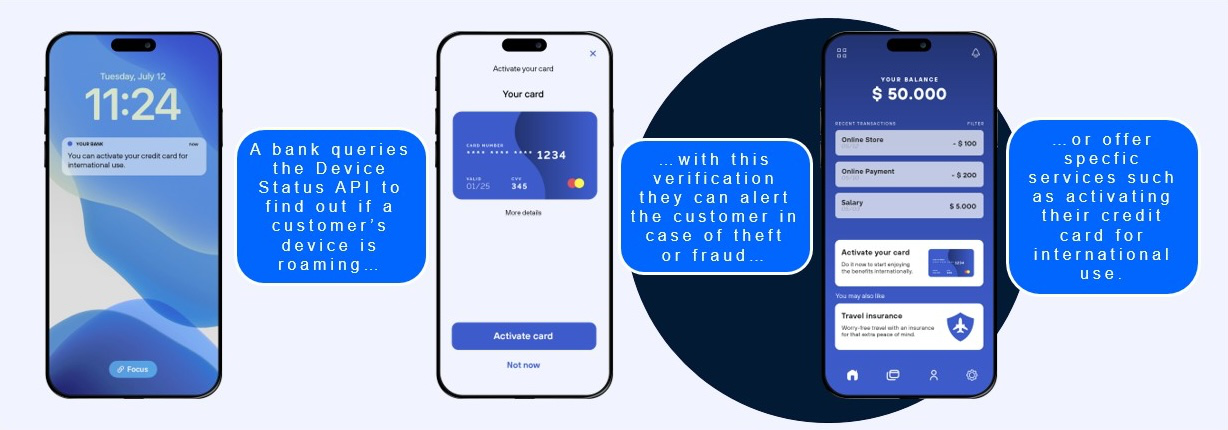 Tuesday, July 12
11:24
YOUR BANK
now
You can activate your credit card for
international use.
Focus
A bank queries
the Device
Status API to
find out if a
customer's
device is
roaming...
Activate your card
Your card
CARD NUMBER
**** **** **** 1234
VALID
CVV
01/25
345
More details
Activate card
Not now
...with this
verification
they can alert
the customer in
case of theft
or fraud...
YOUR BALANCE
$ 50.000
RECENT TRANSACTIONS
FILTER
Online Store
- $ 100
Online Payment
- $ 200
Salary
$ 5.000
Activate your card
Do it now to start enjoying
the benefits internationally.
You may also like
Travel insurance
Worry-free travel with an insurance
for that extra peace of mind.
...or offer
specfic
services such
as activating
their credit
card for
international
use.